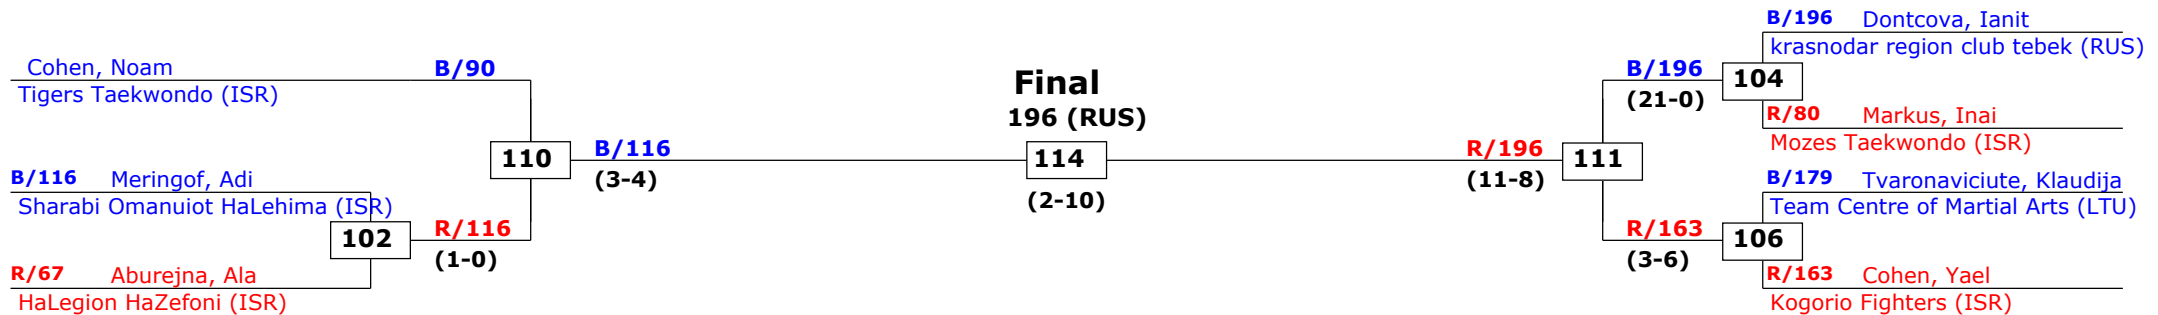 Cohen, Noam
B/90
Tigers Taekwondo (ISR)
B/116 Meringof, Adi
Sharabi Omanuiot HaLehima (ISR)
102
R/67 Aburejna, Ala
HaLegion HaZefoni (ISR)
R/116
(1-0)
110
B/116
(3-4)
Final
196 (RUS)
114
(2-10)
R/196
(11-8)
111
B/196
(21-0)
R/163
(3-6)
B/196 Dontcova, Ianit
krasnodar region club tebek (RUS)
104
R/80 Markus, Inai
Mozes Taekwondo (ISR)
B/179 Tvaronaviciute, Klaudija
Team Centre of Martial Arts (LTU)
106
R/163 Cohen, Yael
Kogorio Fighters (ISR)